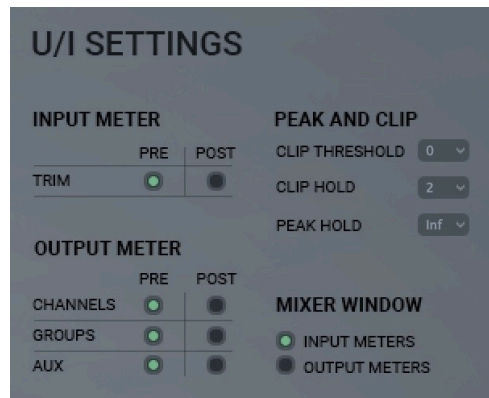 U/I SETTINGS
INPUT METER
PRE POST
TRIM
OUTPUT METER
PRE POST
CHANNELS
GROUPS
AUX
PEAK AND CLIP
CLIP THRESHOLD 0
CLIP HOLD 2
PEAK HOLD Inf
MIXER WINDOW
INPUT METERS
OUTPUT METERS